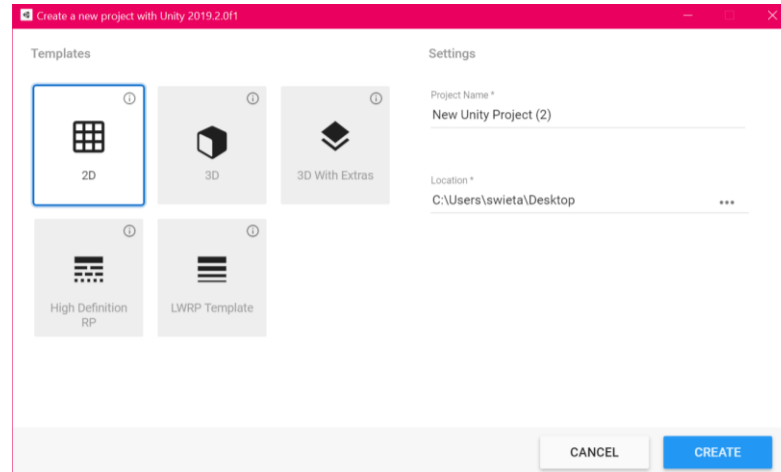 Create a new project with Unity 2019.2.0f1
Templates
2D
3D
3D With Extras
High Definition
RP
LWRP Template
Settings
Project Name *
New Unity Project (2)
Location *
C:\Users\swieta\Desktop
CANCEL
CREATE